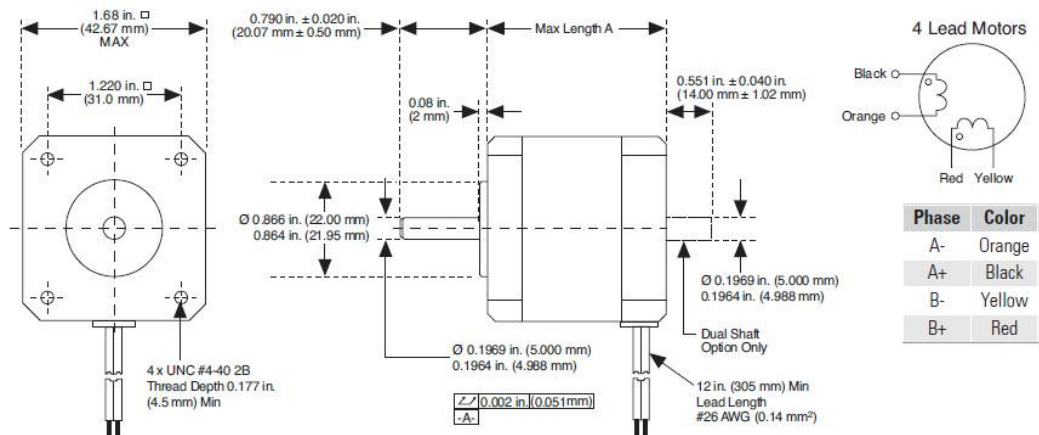 1.68 in. □
(42.67 mm)
MAX
1.220 in. □
(31.0 mm)
0.790 in. ± 0.020 in.
(20.07 mm ± 0.50 mm)
Max Length A
0.08 in.
(2 mm)
0.551 in. ± 0.040 in.
(14.00 mm ± 1.02 mm)
Ø 0.866 in. (22.00 mm)
0.864 in. (21.95 mm)
Ø 0.1969 in. (5.000 mm)
0.1964 in. (4.988 mm)
Dual Shaft
Option Only
4 x UNC #4-40 2B
Thread Depth 0.177 in.
(4.5 mm) Min
Ø 0.1969 in. (5.000 mm)
0.1964 in. (4.988 mm)
0.002 in. (0.051mm)
-A-
12 in. (305 mm) Min
Lead Length
#26 AWG (0.14 mm²)
4 Lead Motors
Black
Orange
Red Yellow
Phase Color
A- Orange
A+ Black
B- Yellow
B+ Red